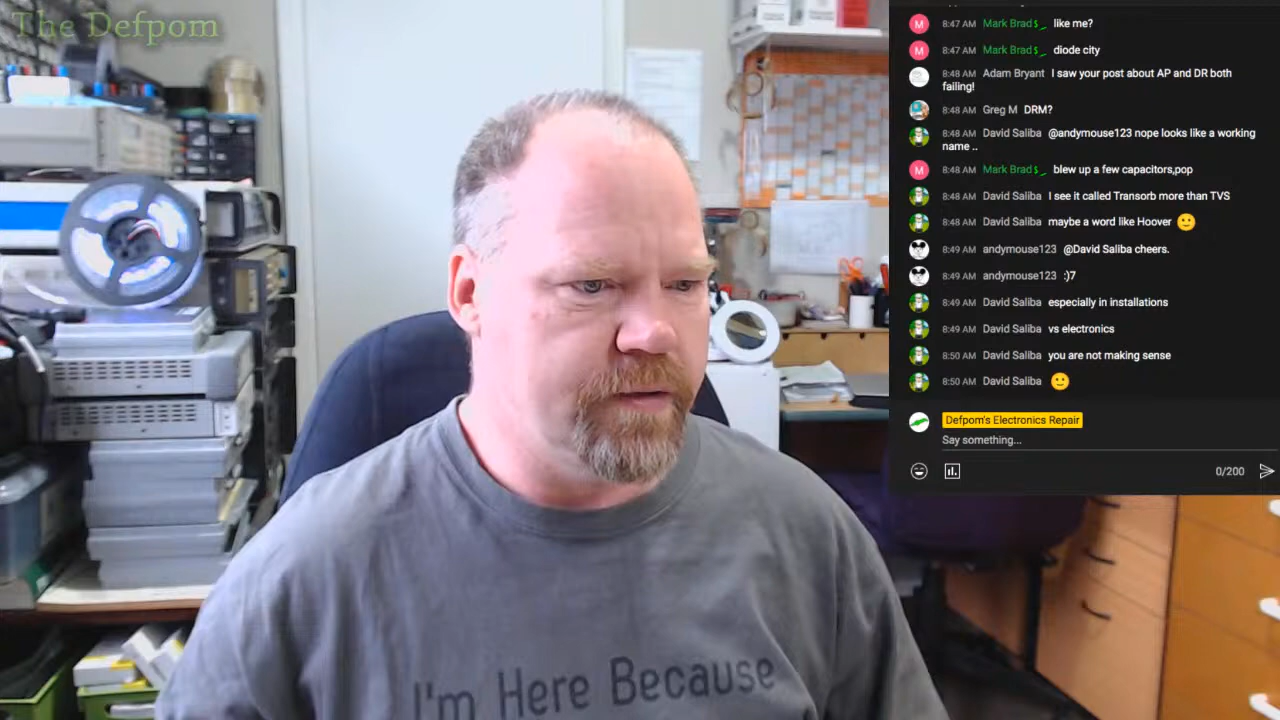 The Defpom
8:47 AM Mark Brad$ like me?
8:47 AM Mark Brad$ diode city
8:48 AM Adam Bryant I saw your post about AP and DR both
failing!
8:48 AM Greg M DRM?
8:48 AM David Saliba @andymouse123 nope looks like a working
name ..
8:48 AM Mark Brad$ blew up a few capacitors,pop
8:48 AM David Saliba I see it called Transorb more than TVS
8:48 AM David Saliba maybe a word like Hoover 🙂
8:49 AM andymouse123 @David Saliba cheers.
8:49 AM andymouse123 :)7
8:49 AM David Saliba especially in installations
8:49 AM David Saliba vs electronics
8:50 AM David Saliba you are not making sense
8:50 AM David Saliba 🙂
Defpom's Electronics Repair
Say something...
0/200
I'm Here Because